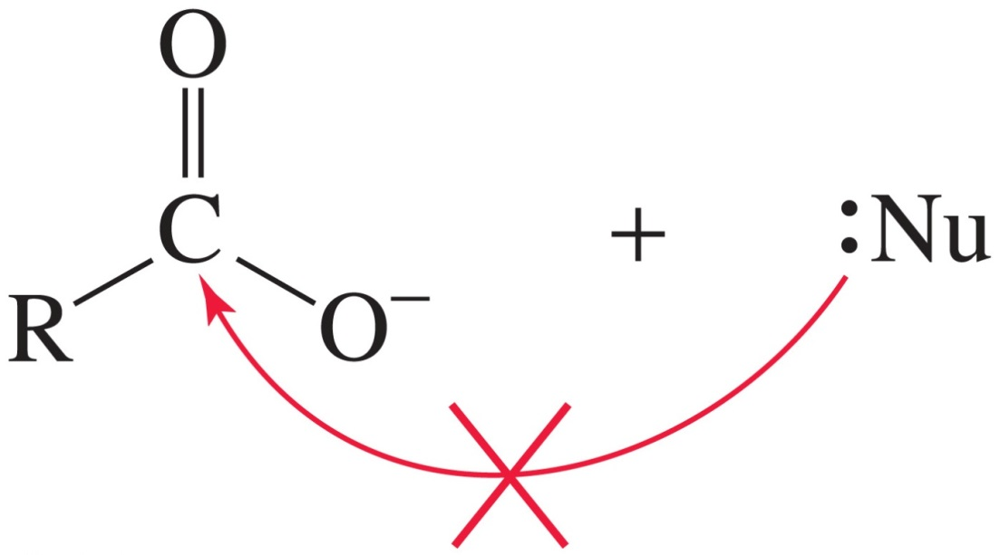 O
C + :Nu
R O⁻